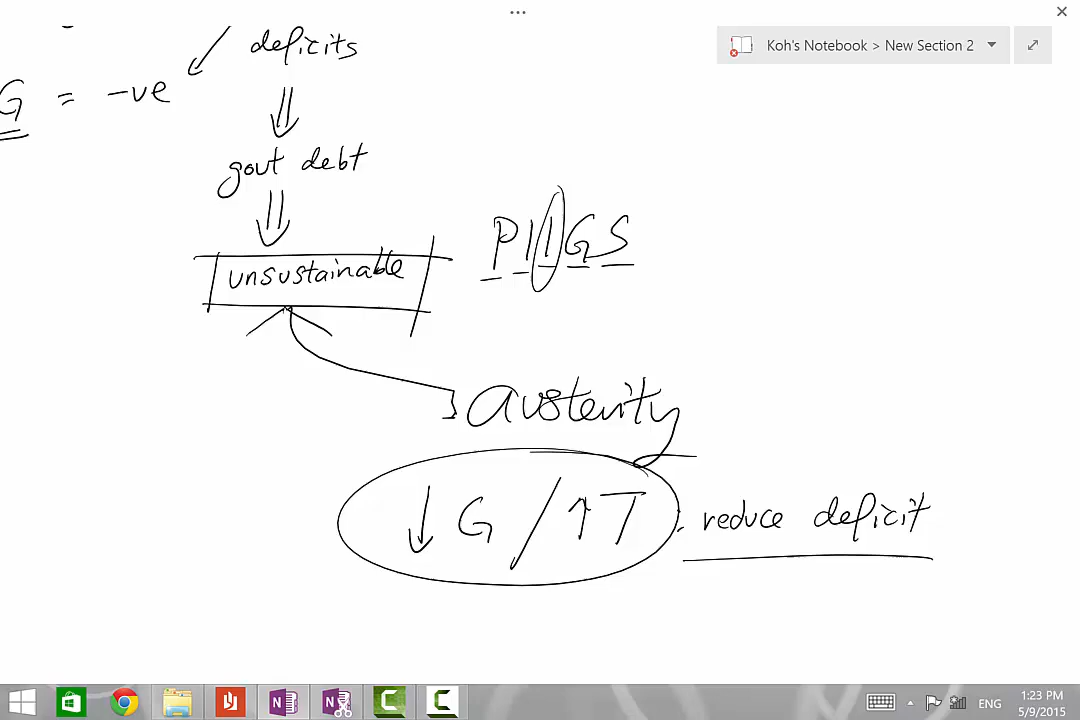 ...
Koh's Notebook > New Section 2
deficits
G = -ve
govt debt
PIIGS
unsustainable
austerity
↓ G / ↑ T : reduce deficit
ENG
1:23 PM
5/9/2015